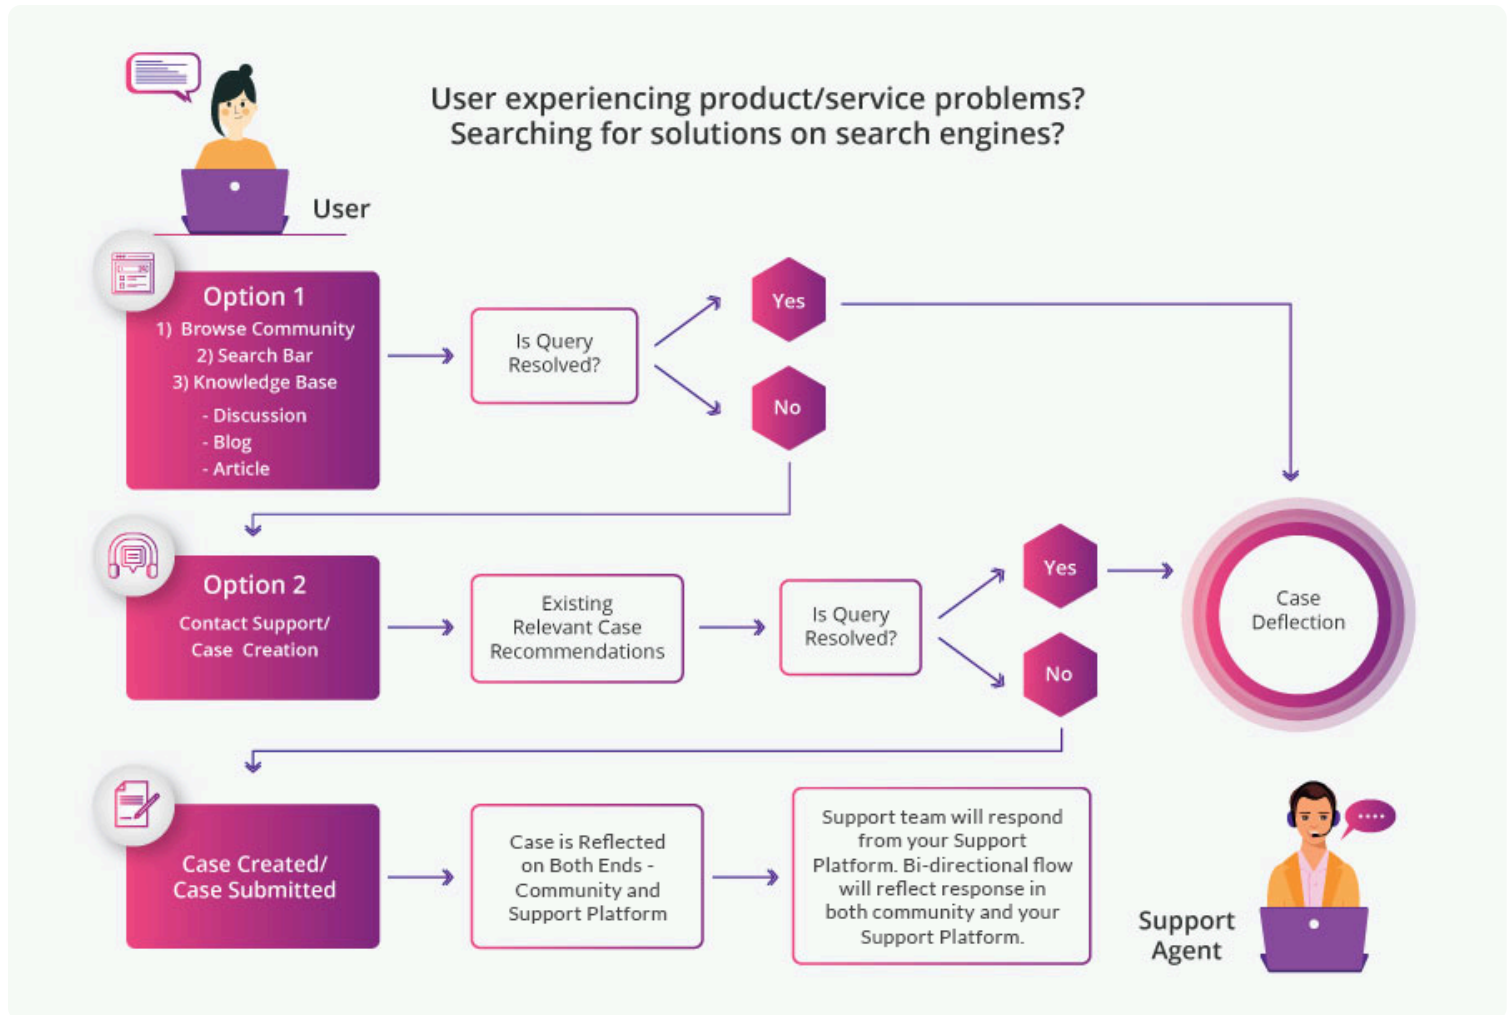 User experiencing product/service problems?
Searching for solutions on search engines?
User
Option 1
1) Browse Community
2) Search Bar
3) Knowledge Base
- Discussion
- Blog
- Article
Is Query
Resolved?
Yes
No
Option 2
Contact Support/
Case Creation
Existing
Relevant Case
Recommendations
Is Query
Resolved?
Yes
No
Case
Deflection
Case Created/
Case Submitted
Case is Reflected
on Both Ends -
Community and
Support Platform
Support team will respond
from your Support
Platform. Bi-directional flow
will reflect response in
both community and your
Support Platform.
Support
Agent